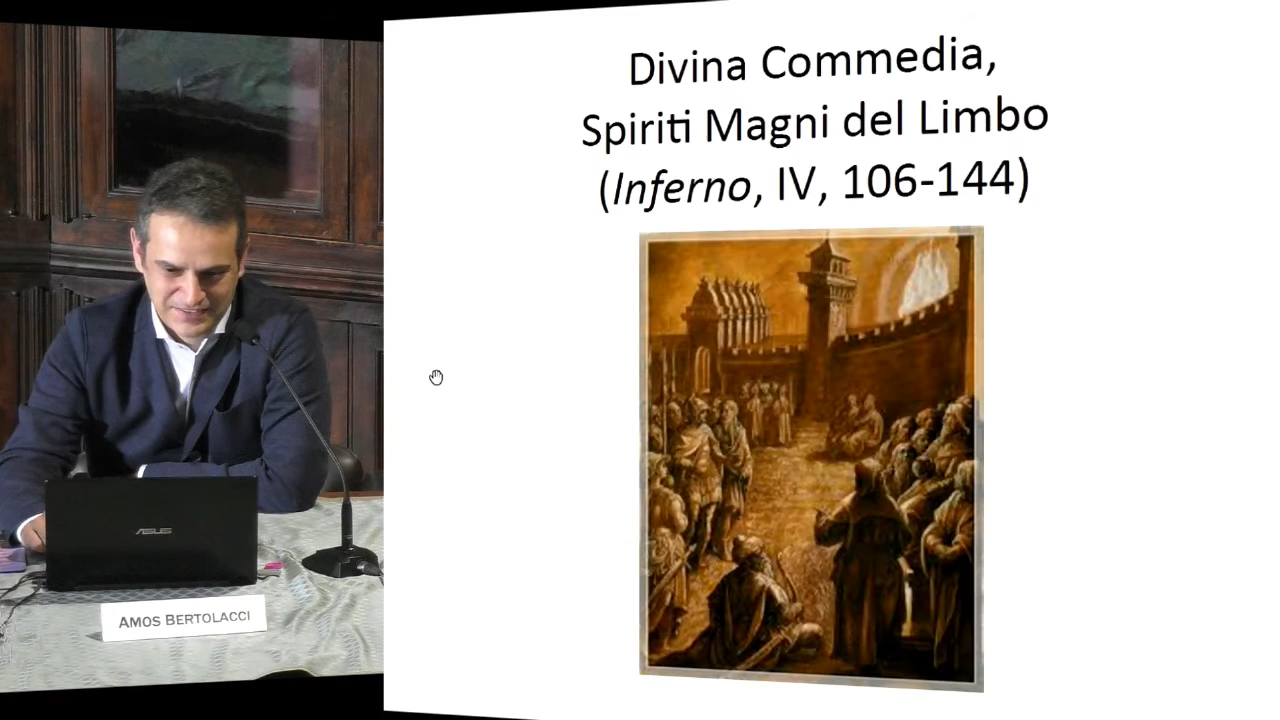 Divina Commedia,
Spiriti Magni del Limbo
(Inferno, IV, 106-144)
ASUS
AMOS BERTOLACCI